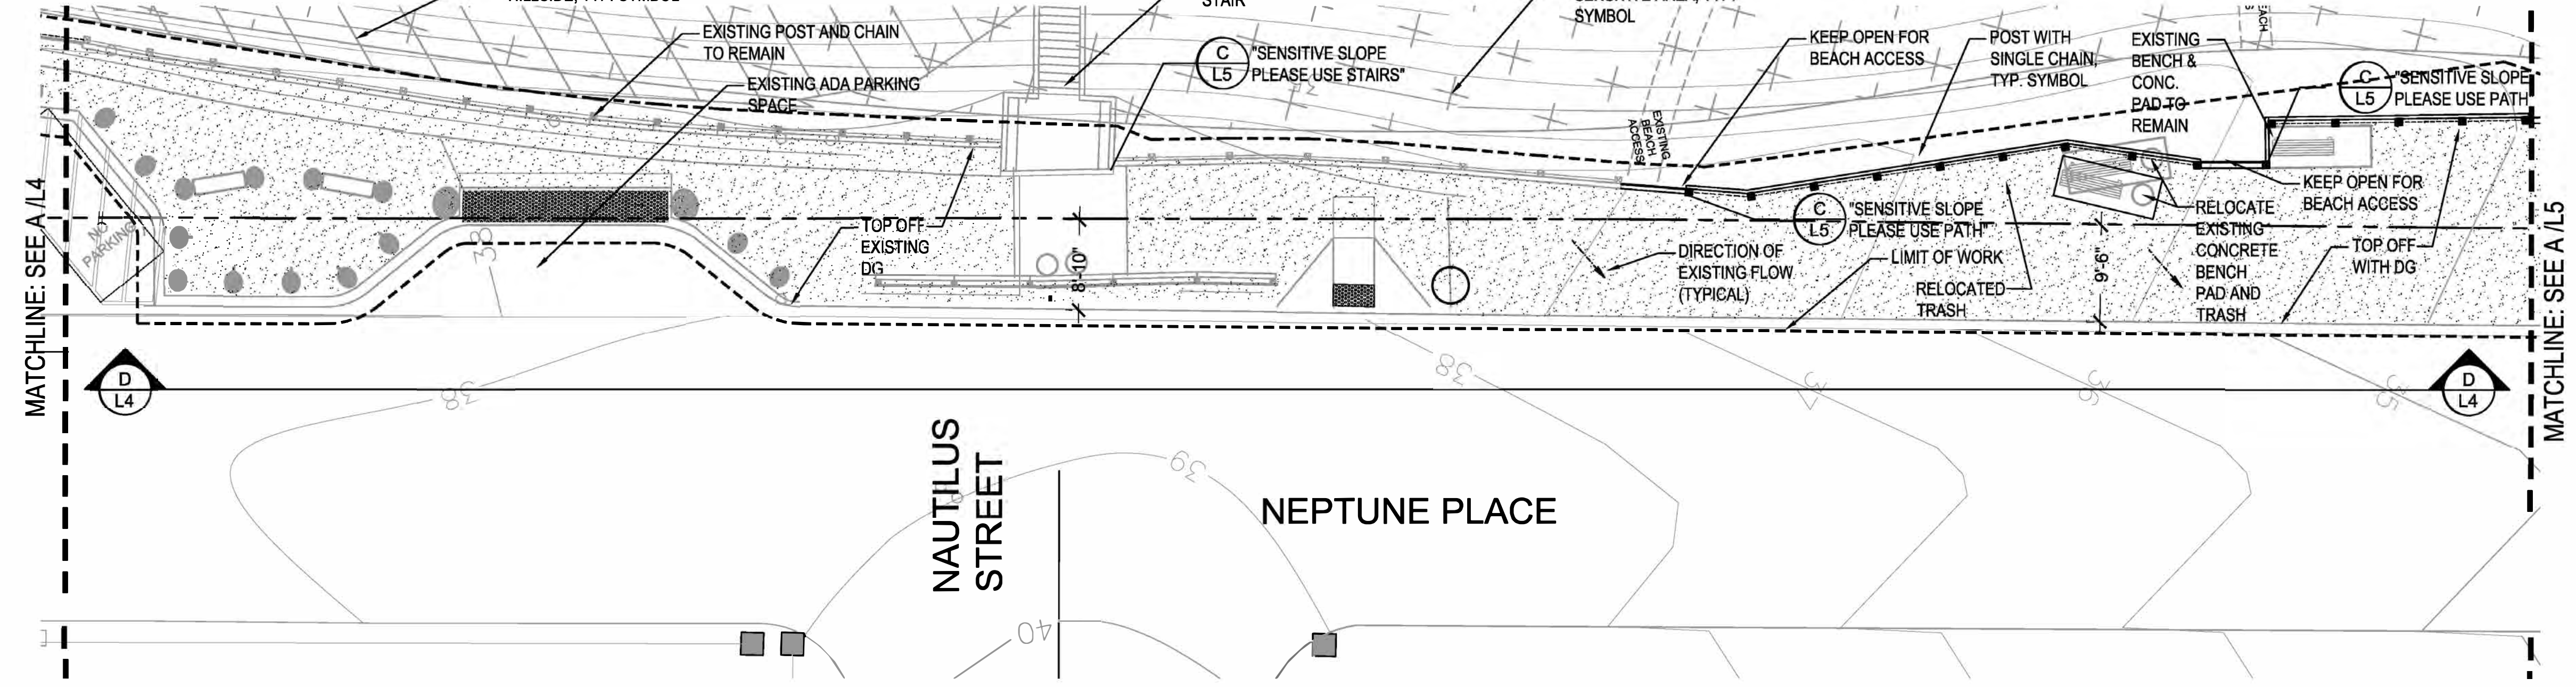 STAIR
SYMBOL
EXISTING POST AND CHAIN
TO REMAIN
EXISTING ADA PARKING
SPACE
C
L5
"SENSITIVE SLOPE
PLEASE USE STAIRS"
KEEP OPEN FOR
BEACH ACCESS
POST WITH
SINGLE CHAIN,
TYP. SYMBOL
EXISTING
BENCH &
CONC.
PAD TO
REMAIN
C
L5
"SENSITIVE SLOPE
PLEASE USE PATH
EXISTING
BEACH
ACCESS
MATCHLINE: SEE A /L4
NO
PARKING
38
TOP OFF
EXISTING
DG
8'-10"
C
L5
"SENSITIVE SLOPE
PLEASE USE PATH"
DIRECTION OF
EXISTING FLOW
(TYPICAL)
LIMIT OF WORK
RELOCATED
TRASH
9'-6"
RELOCATE
EXISTING
CONCRETE
BENCH
PAD AND
TRASH
KEEP OPEN FOR
BEACH ACCESS
TOP OFF
WITH DG
MATCHLINE: SEE A /L5
D
L4
38
38
37
36
35
D
L4
NAUTILUS
STREET
39
39
NEPTUNE PLACE
40